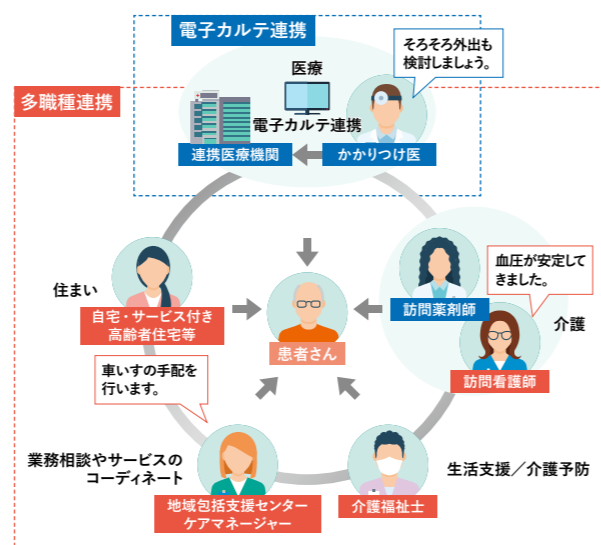 電子カルテ連携
そろそろ外出も
検討しましょう。
医療
多職種連携
電子カルテ連携
連携医療機関
かかりつけ医
血圧が安定して
きました。
住まい
訪問薬剤師
介護
自宅・サービス付き
高齢者住宅等
患者さん
訪問看護師
車いすの手配を
行います。
業務相談やサービスの
コーディネート
生活支援／介護予防
地域包括支援センター
ケアマネージャー
介護福祉士